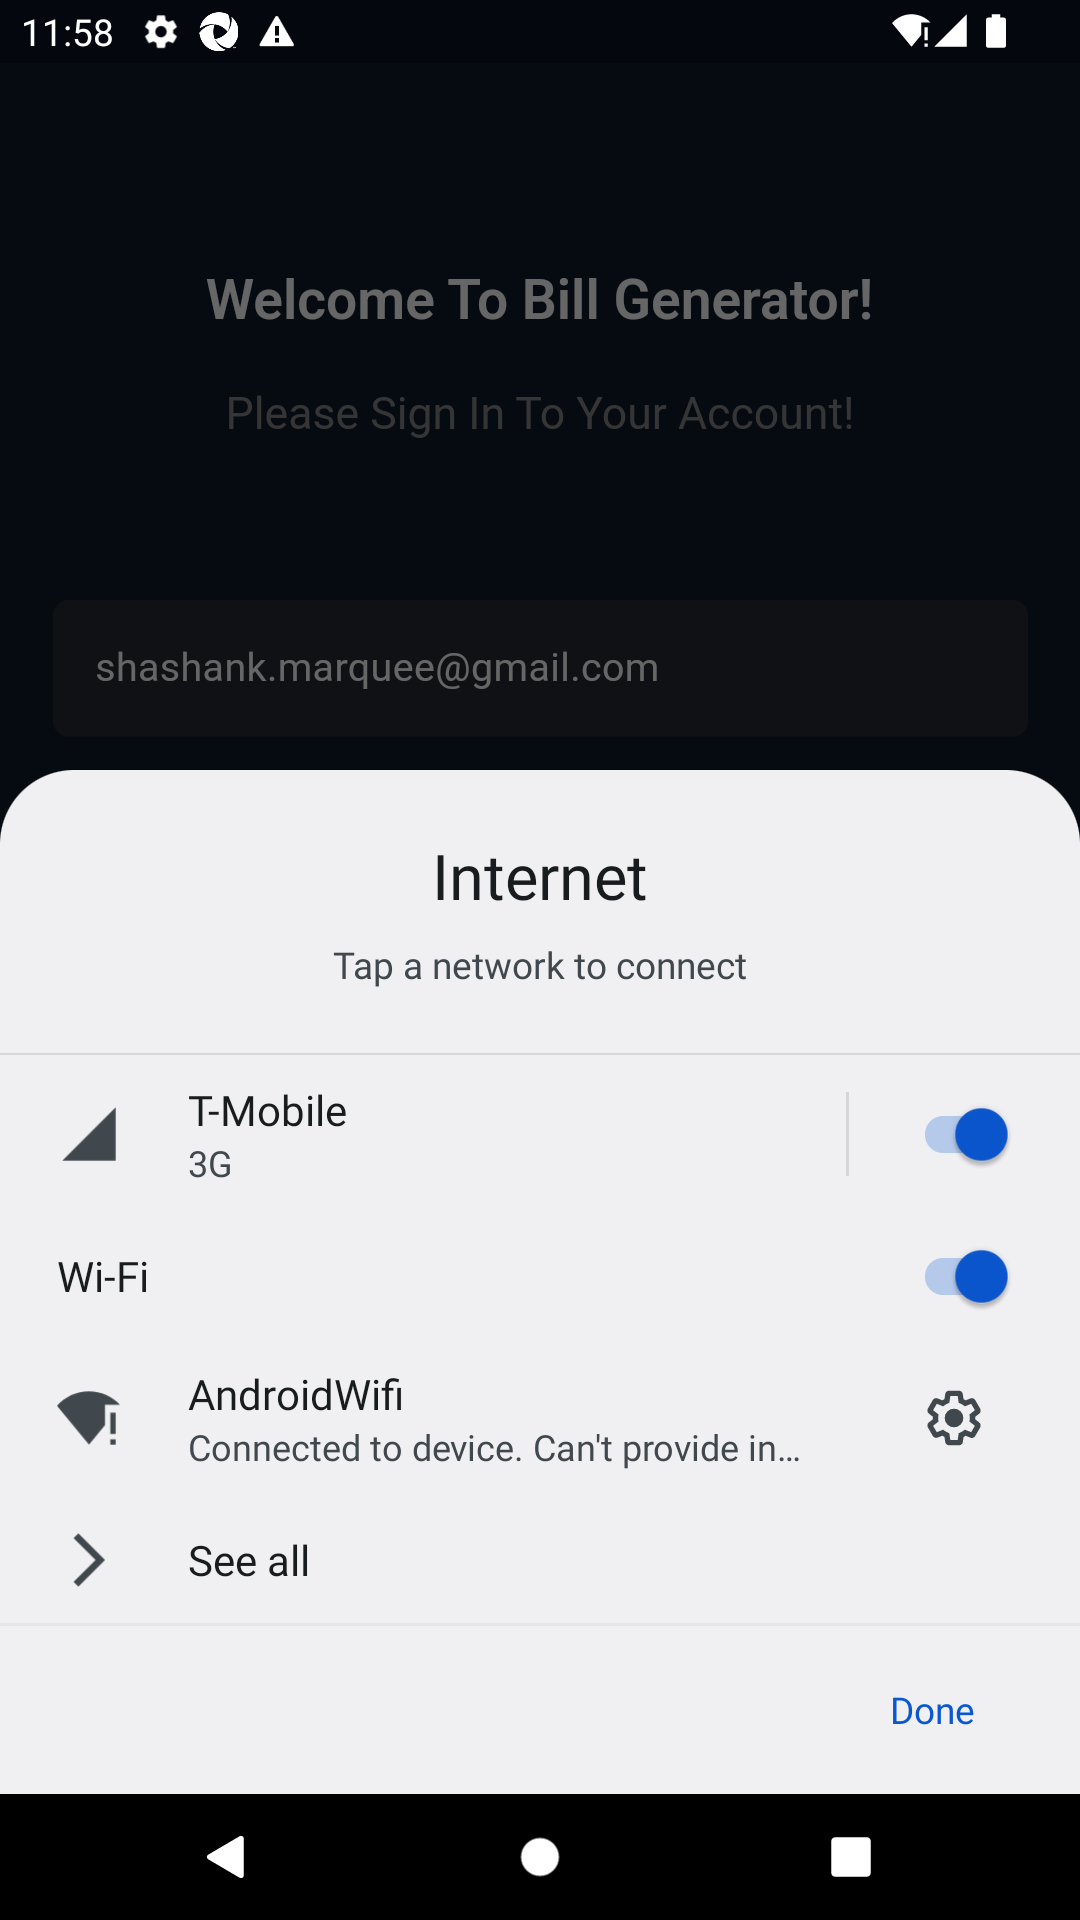 11:58
Welcome To Bill Generator!
Please Sign In To Your Account!
shashank.marquee@gmail.com
Internet
Tap a network to connect
T-Mobile
3G
Wi-Fi
AndroidWifi
Connected to device. Can't provide in…
See all
Done